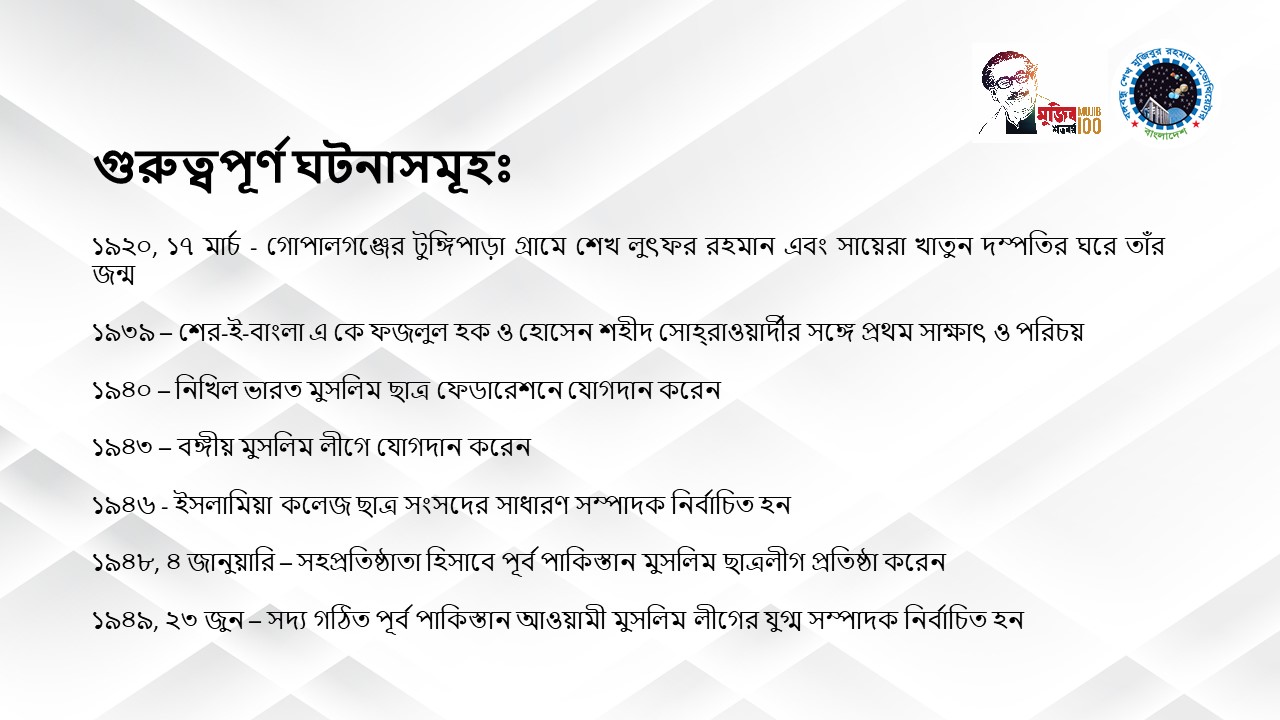 মুজিব MUJIB
শতবর্ষ 100
বঙ্গবন্ধু শেখ মুজিবুর রহমান নভোথিয়েটার
বাংলাদেশ
গুরুত্বপূর্ণ ঘটনাসমূহঃ
১৯২০, ১৭ মার্চ - গোপালগঞ্জের টুঙ্গিপাড়া গ্রামে শেখ লুৎফর রহমান এবং সায়েরা খাতুন দম্পতির ঘরে তাঁর
জন্ম
১৯৩৯ – শের-ই-বাংলা এ কে ফজলুল হক ও হোসেন শহীদ সোহ্‌রাওয়ার্দীর সঙ্গে প্রথম সাক্ষাৎ ও পরিচয়
১৯৪০ – নিখিল ভারত মুসলিম ছাত্র ফেডারেশনে যোগদান করেন
১৯৪৩ – বঙ্গীয় মুসলিম লীগে যোগদান করেন
১৯৪৬ - ইসলামিয়া কলেজ ছাত্র সংসদের সাধারণ সম্পাদক নির্বাচিত হন
১৯৪৮, ৪ জানুয়ারি – সহপ্রতিষ্ঠাতা হিসাবে পূর্ব পাকিস্তান মুসলিম ছাত্রলীগ প্রতিষ্ঠা করেন
১৯৪৯, ২৩ জুন – সদ্য গঠিত পূর্ব পাকিস্তান আওয়ামী মুসলিম লীগের যুগ্ম সম্পাদক নির্বাচিত হন